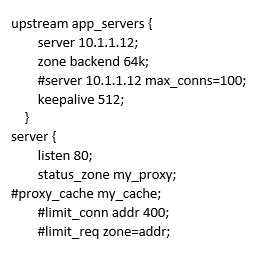 upstream app_servers {
server 10.1.1.12;
zone backend 64k;
#server 10.1.1.12 max_conns=100;
keepalive 512;
}
server {
listen 80;
status_zone my_proxy;
#proxy_cache my_cache;
#limit_conn addr 400;
#limit_req zone=addr;